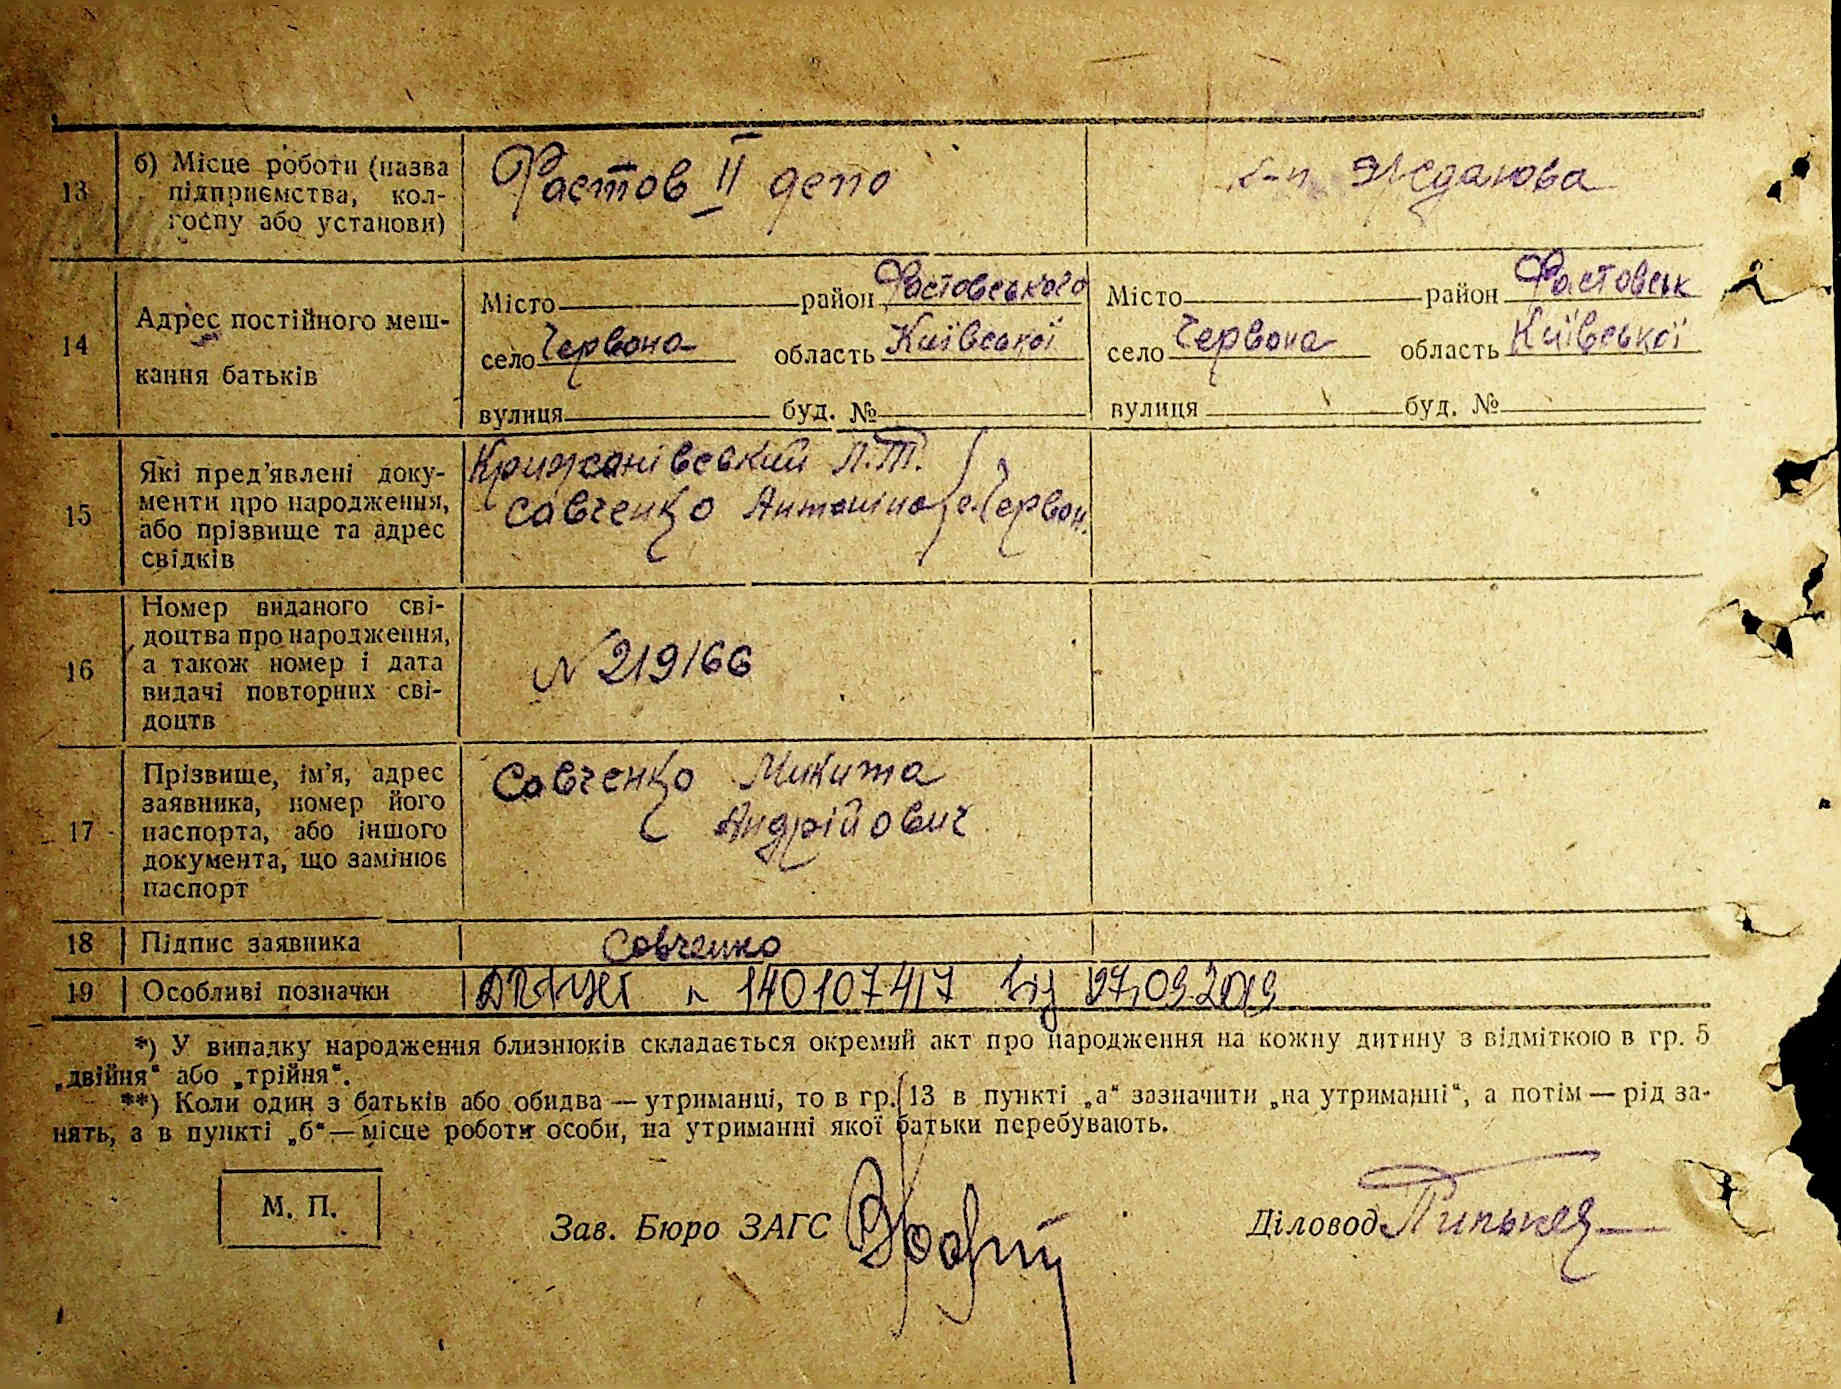 13 б) Місце роботи (назва
підприємства, кол-
госпу або установи)
Фастов II депо
к-п Жданова
14 Адрес постійного меш-
кання батьків
Місто район Фастовського
село Червона область Київської
вулиця буд. №
Місто район Фастовськ
село Червона область Київської
вулиця буд. №
15 Які пред'явлені доку-
менти про народження,
або прізвище та адрес
свідків
Крижанівський Л.Т.
Савченко Антоніна с. Червон.
16 Номер виданого сві-
доцтва про народження,
а також номер і дата
видачі повторних сві-
доцтв
N 219166
17 Прізвище, ім'я, адрес
заявника, номер його
паспорта, або іншого
документа, що замінює
паспорт
Савченко Микита
Андрійович
18 Підпис заявника
Савченко
19 Особливі позначки
n 140107417 від 27.09.2019
*) У випадку народження близнюків складається окремий акт про народження на кожну дитину з відміткою в гр. 5
„двійня" або „трійня".
**) Коли один з батьків або обидва — утриманці, то в гр. 13 в пункті „а" зазначити „на утриманні", а потім — рід за-
нять, а в пункті „б" — місце роботи особи, на утриманні якої батьки перебувають.
М. П.
Зав. Бюро ЗАГС
Діловод